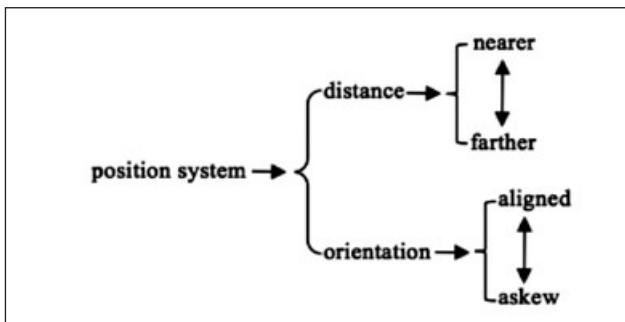 position system
distance
nearer
farther
orientation
aligned
askew